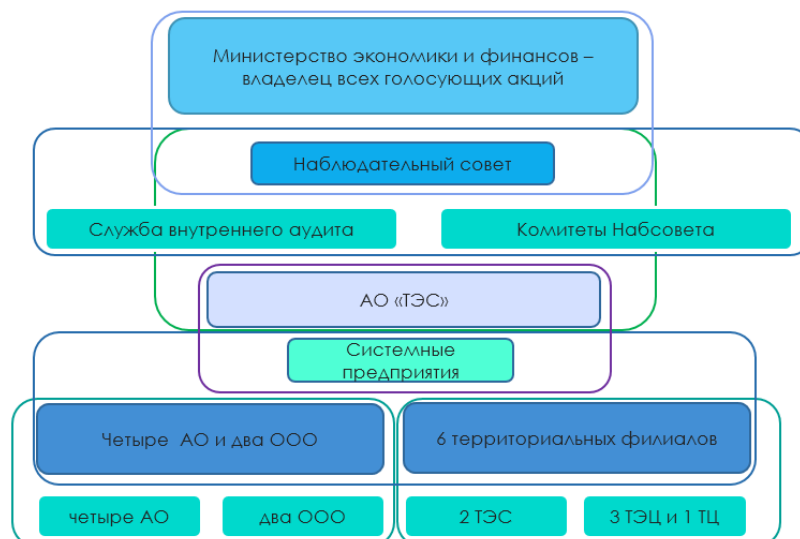 Министерство экономики и финансов –
владелец всех голосующих акций
Наблюдательный совет
Служба внутреннего аудита
Комитеты Набсовета
АО «ТЭС»
Системные
предприятия
Четыре АО и два ООО
6 территориальных филиалов
четыре АО
два ООО
2 ТЭС
3 ТЭЦ и 1 ТЦ